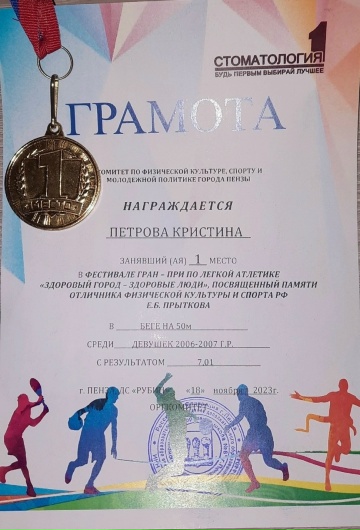 СТОМАТОЛОГИЯ 1
БУДЬ ПЕРВЫМ ВЫБИРАЙ ЛУЧШЕЕ
ГРАМОТА
1
МЕСТО
КОМИТЕТ ПО ФИЗИЧЕСКОЙ КУЛЬТУРЕ, СПОРТУ И
МОЛОДЕЖНОЙ ПОЛИТИКЕ ГОРОДА ПЕНЗЫ
НАГРАЖДАЕТСЯ
ПЕТРОВА КРИСТИНА
ЗАНЯВШИЙ (АЯ) 1 МЕСТО
В ФЕСТИВАЛЕ ГРАН – ПРИ ПО ЛЕГКОЙ АТЛЕТИКЕ
«ЗДОРОВЫЙ ГОРОД – ЗДОРОВЫЕ ЛЮДИ», ПОСВЯЩЕННЫЙ ПАМЯТИ
ОТЛИЧНИКА ФИЗИЧЕСКОЙ КУЛЬТУРЫ И СПОРТА РФ
Е.Б. ПРЫТКОВА
В БЕГЕ НА 50м
СРЕДИ ДЕВУШЕК 2006-2007 Г.Р.
С РЕЗУЛЬТАТОМ 7,01
г. ПЕНЗА, ЛС «РУБИН» «18» ноября 2023г.
ОРГКОМИТЕТ